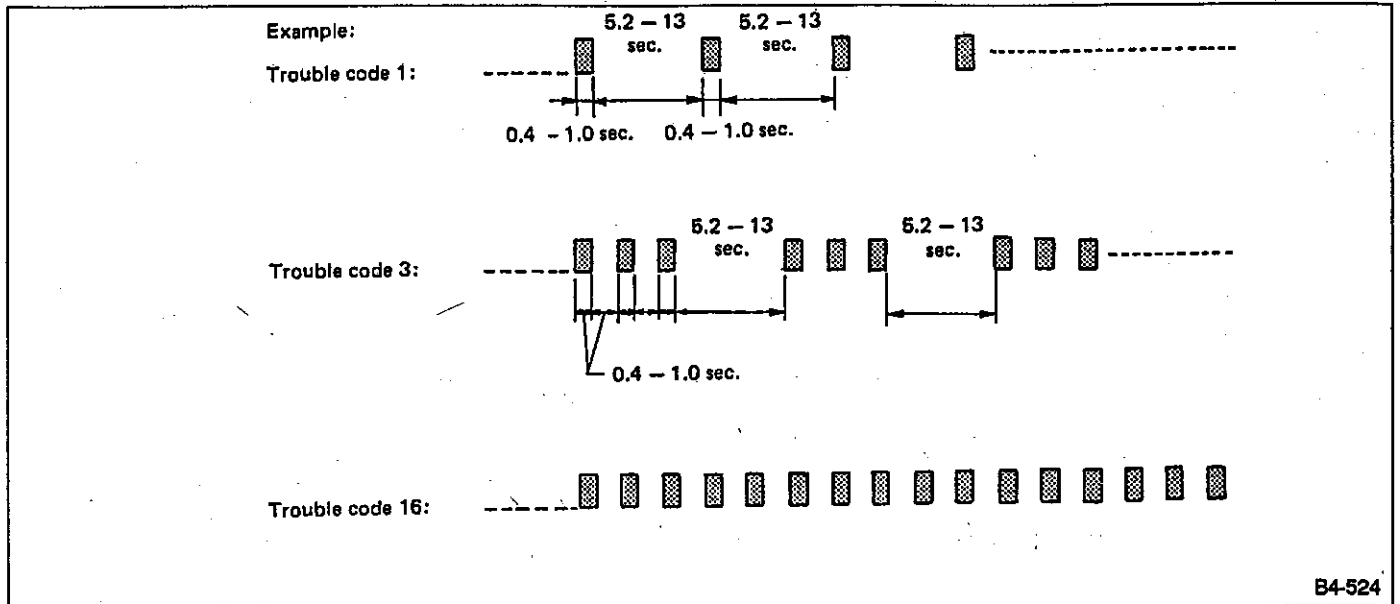 Example:
5.2 – 13 sec.
5.2 – 13 sec.
Trouble code 1:
0.4 – 1.0 sec.
0.4 – 1.0 sec.
5.2 – 13 sec.
5.2 – 13 sec.
Trouble code 3:
0.4 – 1.0 sec.
Trouble code 16:
B4-524